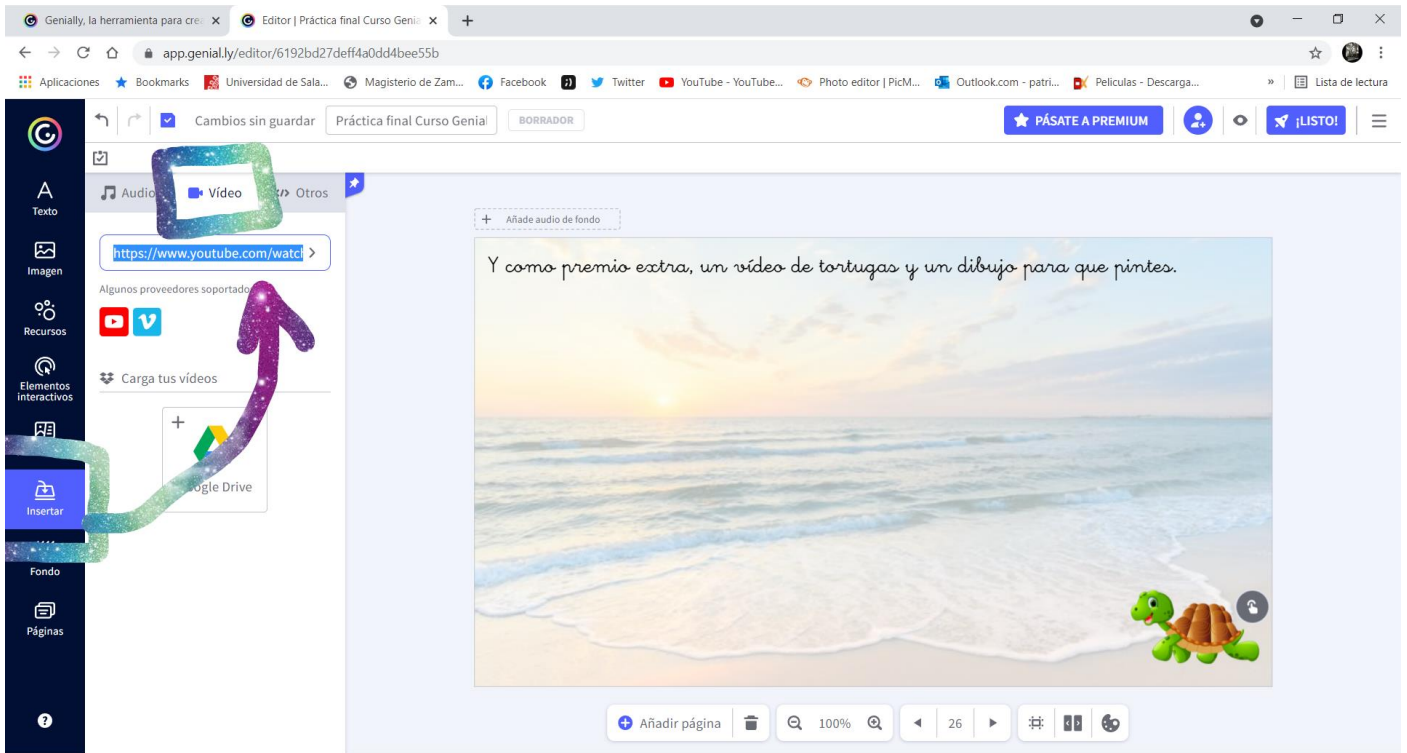 Genially, la herramienta para crea
Editor | Práctica final Curso Genia
app.genial.ly/editor/6192bd27deff4a0dd4bee55b
Aplicaciones Bookmarks Universidad de Sala... Magisterio de Zam... Facebook Twitter YouTube - YouTube... Photo editor | PicM... Outlook.com - patri... Peliculas - Descarga... » Lista de lectura
Cambios sin guardar Práctica final Curso Genial BORRADOR PÁSATE A PREMIUM ¡LISTO!
Audio Vídeo Otros
Texto
Añade audio de fondo
https://www.youtube.com/watch
Y como premio extra, un vídeo de tortugas y un dibujo para que pintes.
Imagen
Algunos proveedores soportado
Recursos
Carga tus vídeos
Elementos
interactivos
ogle Drive
Insertar
Fondo
Páginas
Añadir página 100% 26